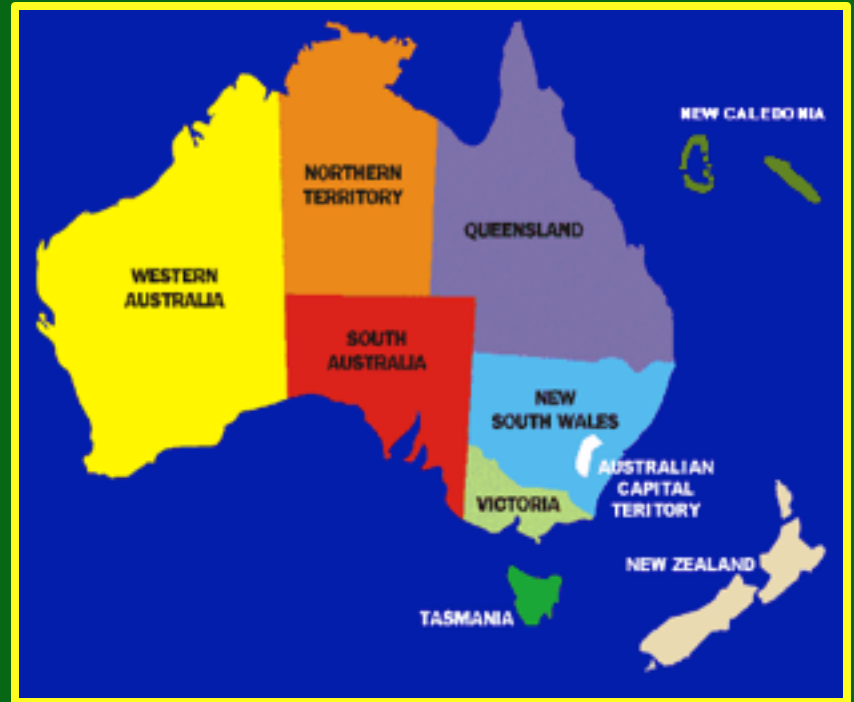 NEW CALEDONIA
NORTHERN
TERRITORY
QUEENSLAND
WESTERN
AUSTRALIA
SOUTH
AUSTRALIA
NEW
SOUTH WALES
AUSTRALIAN
CAPITAL
TERITORY
VICTORIA
NEW ZEALAND
TASMANIA